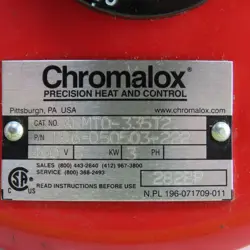 Chromalox®
PRECISION HEAT AND CONTROL
Pittsburgh, PA USA
www.chromalox.com
CAT NO.
P/N
V KW PH
SALES (800) 443-2640 (412) 967-3800
SERVICE (800) 368-2493
READ INSTRUCTIONS BEFORE USE
N.PL 196-071709-011